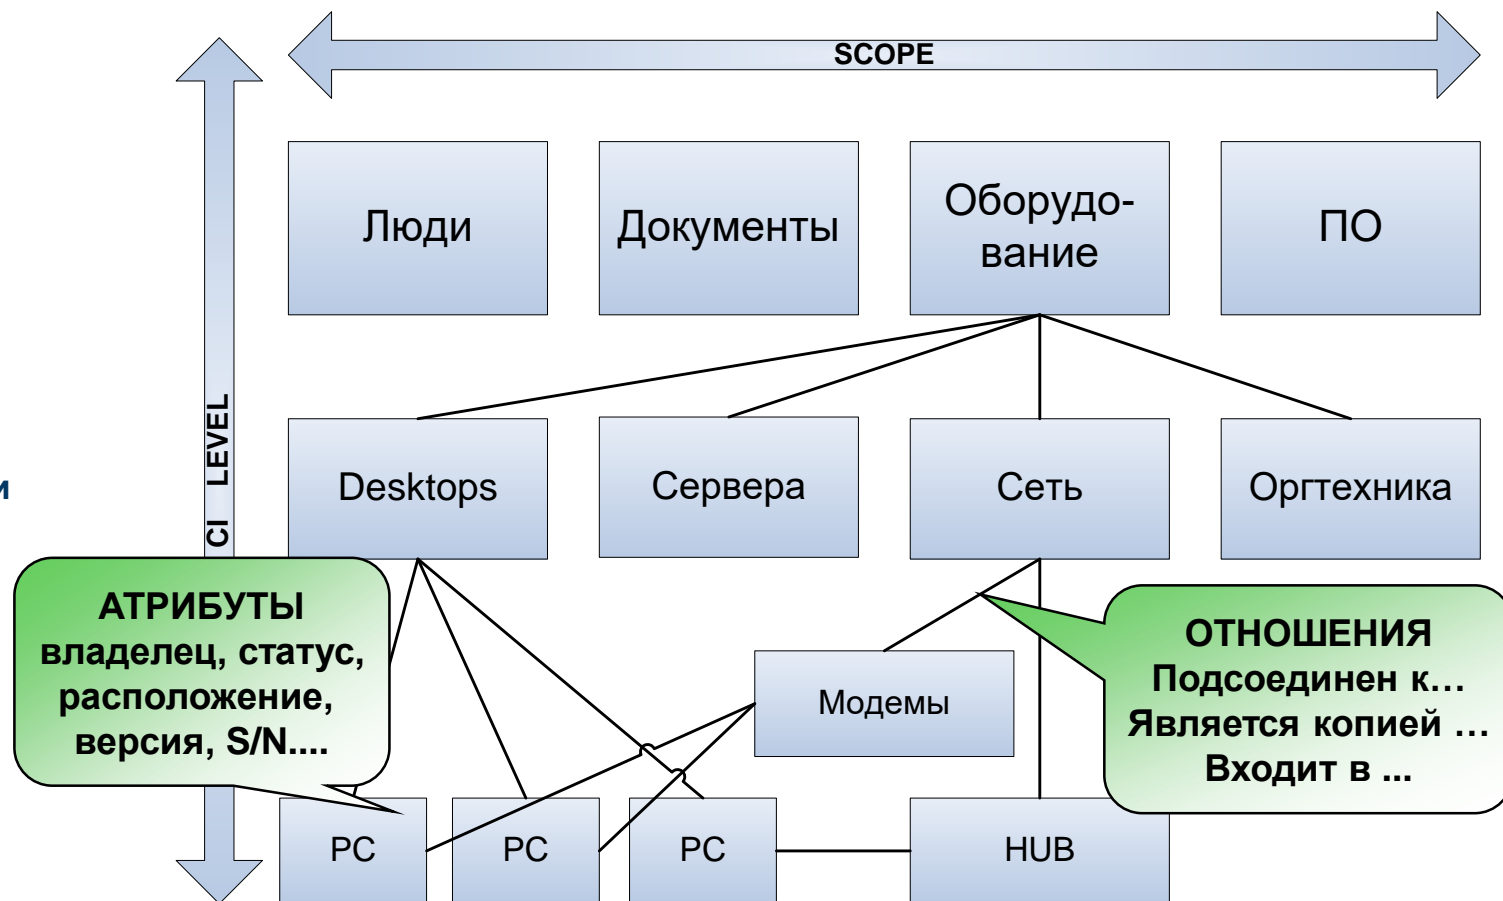 SCOPE
Люди
Документы
Оборудо-
вание
ПО
CI LEVEL
Desktops
Сервера
Сеть
Оргтехника
и
АТРИБУТЫ
владелец, статус,
расположение,
версия, S/N....
ОТНОШЕНИЯ
Подсоединен к...
Является копией ...
Входит в ...
Модемы
PC
PC
PC
HUB